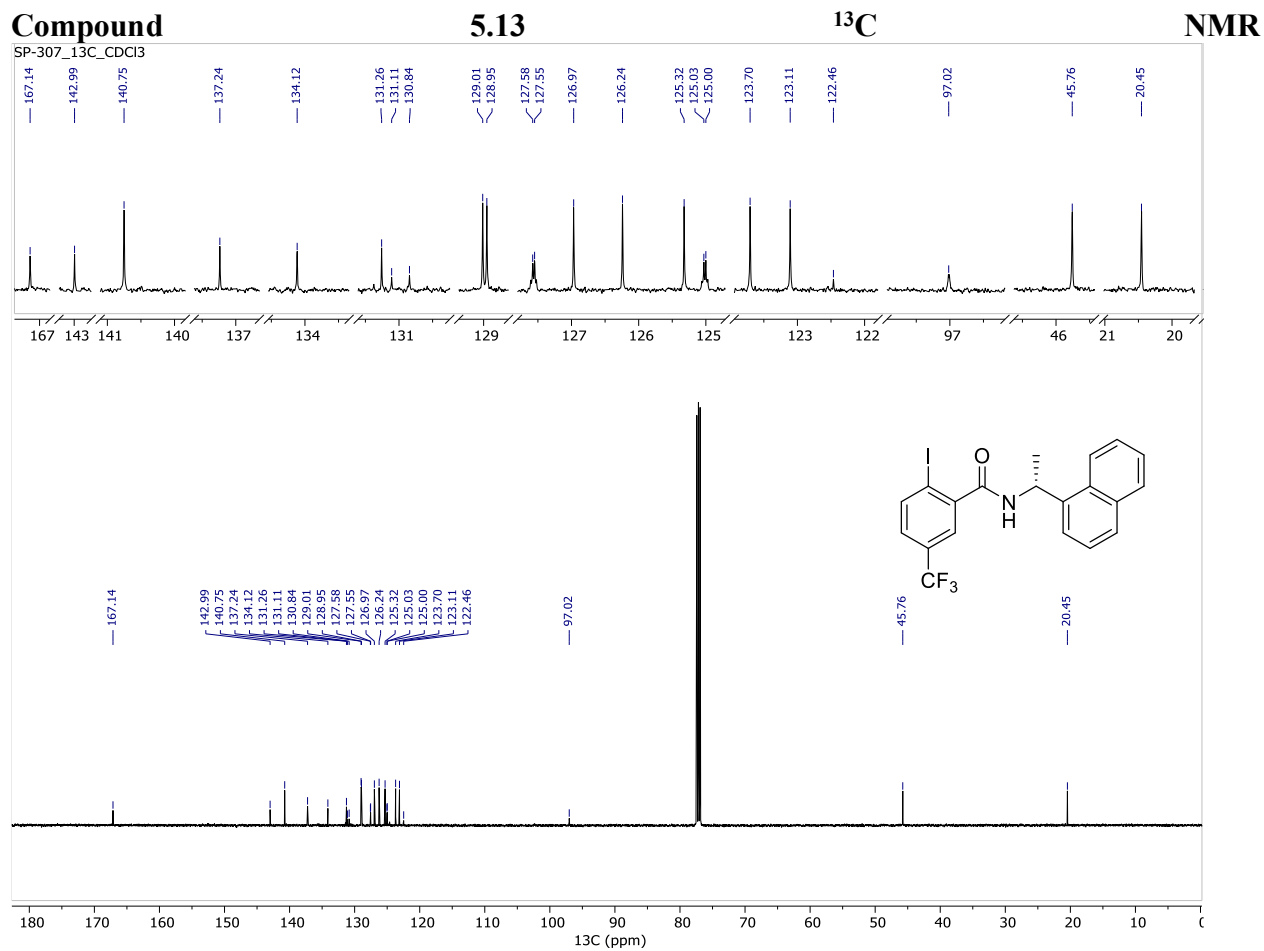 Compound 5.13 ¹³C NMR
SP-307_13C_CDCl3
167.14 142.99 140.75 137.24 134.12 131.26 131.11 130.84 129.01 128.95 127.58 127.55 126.97 126.24 125.32 125.03 125.00 123.70 123.11 122.46 97.02 45.76 20.45
167 143 141 140 137 134 131 129 127 126 125 123 122 97 46 21 20
I O
N
H
CF₃
167.14 142.99 140.75 137.24 134.12 131.26 131.11 130.84 129.01 128.95 127.58 127.55 126.97 126.24 125.32 125.03 125.00 123.70 123.11 122.46 97.02 45.76 20.45
180 170 160 150 140 130 120 110 100 90 80 70 60 50 40 30 20 10
13C (ppm)